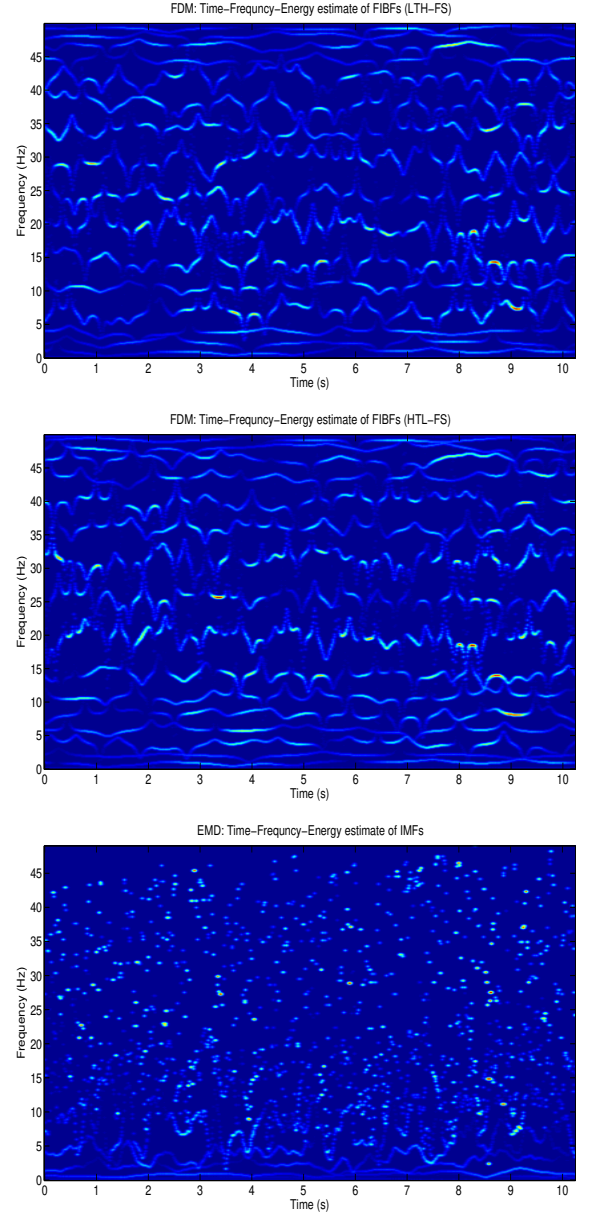 FDM: Time−Frequncy−Energy estimate of FIBFs (LTH−FS)
Frequency (Hz)
45
40
35
30
25
20
15
10
5
0
0 1 2 3 4 5 6 7 8 9 10
Time (s)
FDM: Time−Frequncy−Energy estimate of FIBFs (HTL−FS)
Frequency (Hz)
45
40
35
30
25
20
15
10
5
0
0 1 2 3 4 5 6 7 8 9 10
Time (s)
EMD: Time−Frequncy−Energy estimate of IMFs
Frequency (Hz)
45
40
35
30
25
20
15
10
5
0
0 1 2 3 4 5 6 7 8 9 10
Time (s)